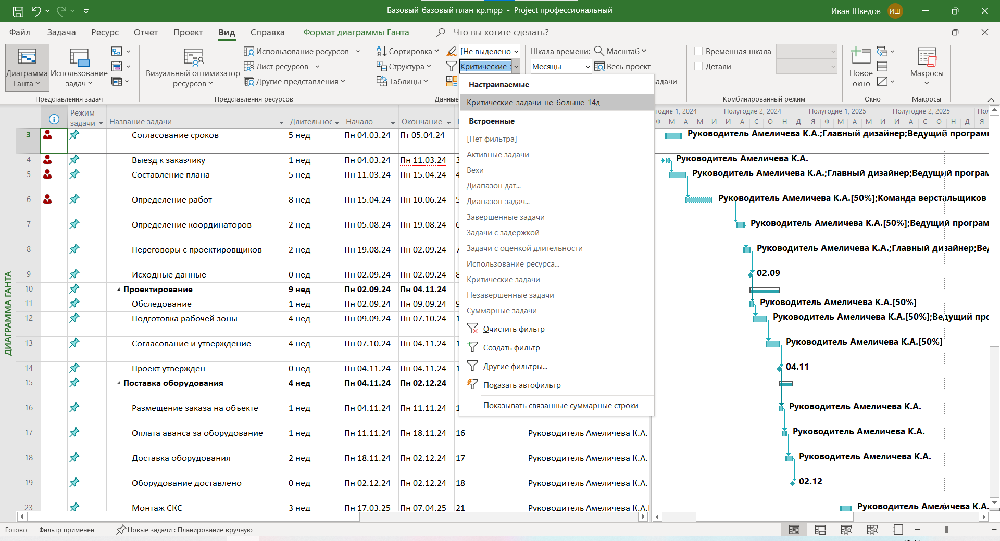 Базовый_базовый план_кр.mpp - Project профессиональный
Иван Шведов
ИШ
Файл Задача Ресурс Отчет Проект Вид Справка Формат диаграммы Ганта Что вы хотите сделать?
Диаграмма Ганта
Использование задач
Представления задач
Визуальный оптимизатор ресурсов
Использование ресурсов
Лист ресурсов
Другие представления
Представления ресурсов
Сортировка
Структура
Таблицы
[Не выделено
Критические_
Данные
Шкала времени:
Месяцы
Масштаб
Весь проект
задачи
Временная шкала
Детали
Комбинированный режим
Новое окно
Окно
Макросы
Макросы
Настраиваемые
Критические_задачи_не_больше_14д
Встроенные
[Нет фильтра]
Активные задачи
Вехи
Диапазон дат...
Диапазон задач...
Завершенные задачи
Задачи с задержкой
Задачи с оценкой длительности
Использование ресурса...
Критические задачи
Незавершенные задачи
Суммарные задачи
Очистить фильтр
Создать фильтр
Другие фильтры...
Показать автофильтр
Показывать связанные суммарные строки
ДИАГРАММА ГАНТА
Режим задачи Название задачи Длительнос Начало Окончание
3 Согласование сроков 5 нед Пн 04.03.24 Пт 05.04.24
4 Выезд к заказчику 1 нед Пн 04.03.24 Пн 11.03.24 3
5 Составление плана 5 нед Пн 11.03.24 Пн 15.04.24 4
6 Определение работ 8 нед Пн 15.04.24 Пн 10.06.24 5
7 Определение координаторов 2 нед Пн 05.08.24 Пн 19.08.24 6
8 Переговоры с проектировщиков 2 нед Пн 19.08.24 Пн 02.09.24 7
9 Исходные данные 0 нед Пн 02.09.24 Пн 02.09.24 8
10 Проектирование 9 нед Пн 02.09.24 Пн 04.11.24
11 Обследование 1 нед Пн 02.09.24 Пн 09.09.24 9
12 Подготовка рабочей зоны 4 нед Пн 09.09.24 Пн 07.10.24 1
13 Согласование и утверждение 4 нед Пн 07.10.24 Пн 04.11.24 1
14 Проект утвержден 0 нед Пн 04.11.24 Пн 04.11.24 1
15 Поставка оборудования 4 нед Пн 04.11.24 Пн 02.12.24
16 Размещение заказа на объекте 1 нед Пн 04.11.24 Пн 11.11.24 1
17 Оплата аванса за оборудование 1 нед Пн 11.11.24 Пн 18.11.24 16 Руководитель Амеличева К.А.
18 Доставка оборудования 2 нед Пн 18.11.24 Пн 02.12.24 17 Руководитель Амеличева К.А.
19 Оборудование доставлено 0 нед Пн 02.12.24 Пн 02.12.24 18 Руководитель Амеличева К.А.
23 Монтаж СКС 3 нед Пн 17.03.25 Пн 07.04.25 21 Руководитель Амеличева К.А.
годие 1, 2024 Полугодие 2, 2024 Полугодие 1, 2025 Полугодие 2, 2025 Пол
Ф М А М И И А С О Н Д Я Ф М А М И И А С О Н Д Я
Руководитель Амеличева К.А.;Главный дизайнер;Ведущий программ
Руководитель Амеличева К.А.
Руководитель Амеличева К.А.;Главный дизайнер;Ведущий програм
Руководитель Амеличева К.А.[50%];Команда верстальщиков
Руководитель Амеличева К.А.[50%];Ведущий програм
Руководитель Амеличева К.А.;Главный дизайнер;Вед
02.09
Руководитель Амеличева К.А.[50%]
Руководитель Амеличева К.А.[50%];Ведущий про
Руководитель Амеличева К.А.[50%]
04.11
Руководитель Амеличева К.А.
Руководитель Амеличева К.А.
Руководитель Амеличева К.А.
02.12
Руководитель Амеличева К.А.
Готово Фильтр применен Новые задачи : Планирование вручную